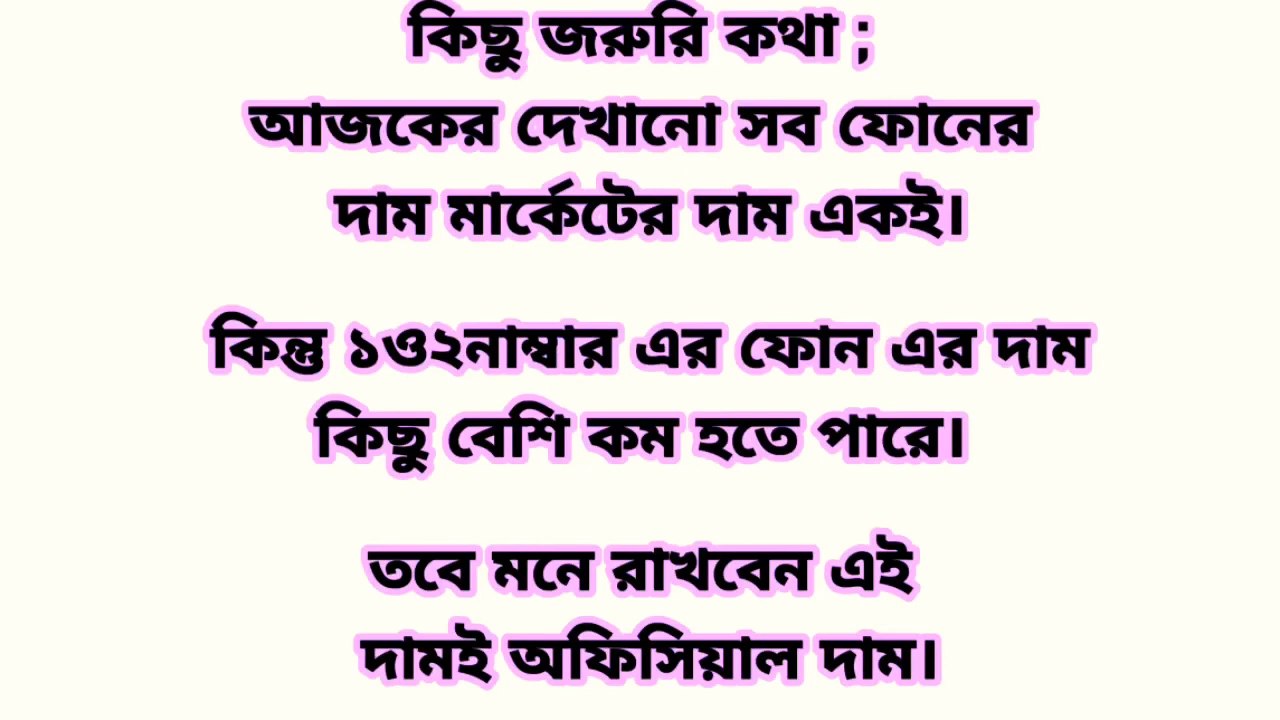 কিছু জরুরি কথা ;
আজকের দেখানো সব ফোনের
দাম মার্কেটের দাম একই।
কিন্তু ১ও২নাম্বার এর ফোন এর দাম
কিছু বেশি কম হতে পারে।
তবে মনে রাখবেন এই
দামই অফিসিয়াল দাম।